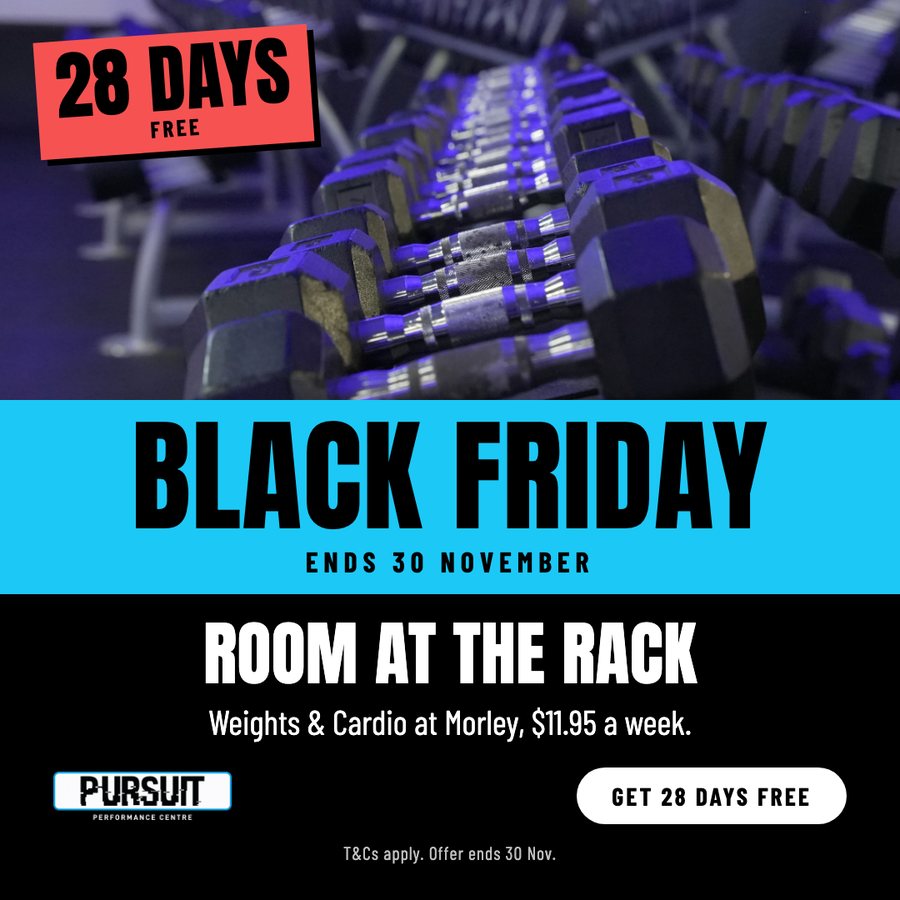 28 DAYS
FREE
BLACK FRIDAY
ENDS 30 NOVEMBER
ROOM AT THE RACK
Weights & Cardio at Morley, $11.95 a week.
PURSUIT
PERFORMANCE CENTRE
GET 28 DAYS FREE
T&Cs apply. Offer ends 30 Nov.